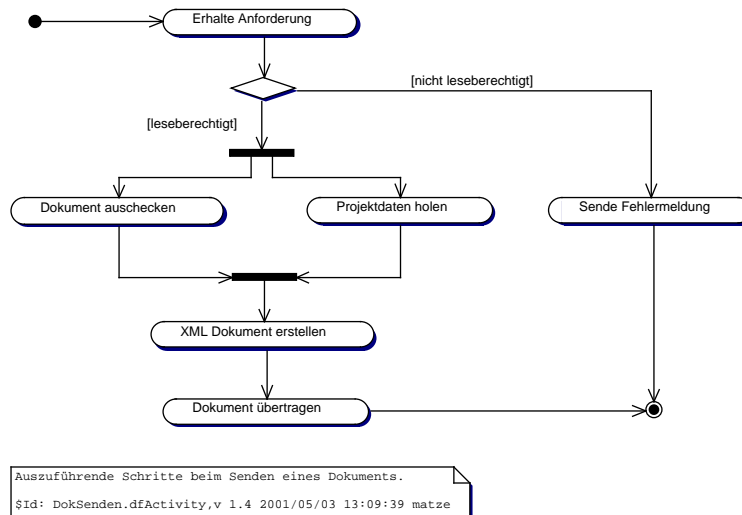 Erhalte Anforderung
[nicht leseberechtigt]
[leseberechtigt]
Dokument auschecken
Projektdaten holen
Sende Fehlermeldung
XML Dokument erstellen
Dokument übertragen
Auszuführende Schritte beim Senden eines Dokuments.
$Id: DokSenden.dfActivity,v 1.4 2001/05/03 13:09:39 matze